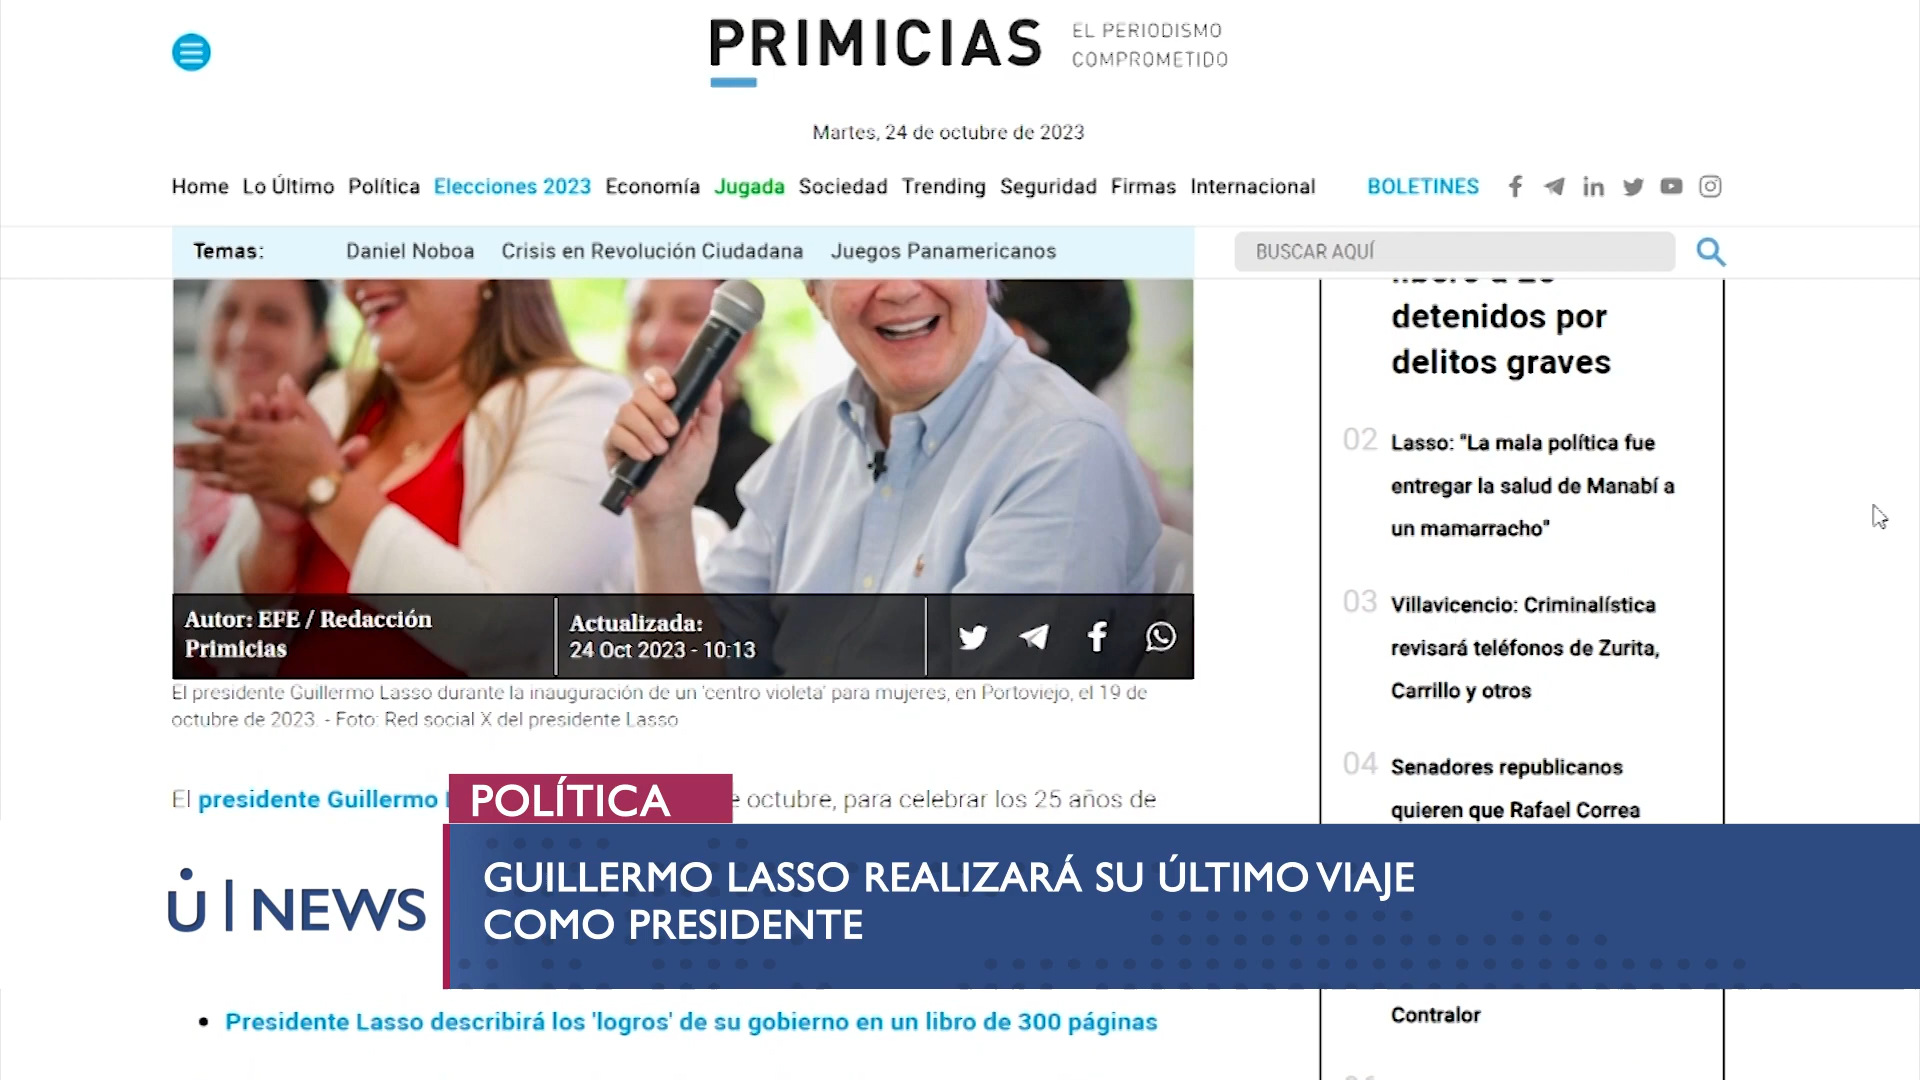 PRIMICIAS
EL PERIODISMO
COMPROMETIDO
Martes, 24 de octubre de 2023
Home Lo Último Política Elecciones 2023 Economía Jugada Sociedad Trending Seguridad Firmas Internacional BOLETINES
Temas: Daniel Noboa Crisis en Revolución Ciudadana Juegos Panamericanos BUSCAR AQUÍ
detenidos por
delitos graves
02 Lasso: "La mala política fue
entregar la salud de Manabí a
un mamarracho"
03 Villavicencio: Criminalística
revisará teléfonos de Zurita,
Carrillo y otros
04 Senadores republicanos
quieren que Rafael Correa
Contralor
Autor: EFE / Redacción
Primicias
Actualizada:
24 Oct 2023 - 10:13
El presidente Guillermo Lasso durante la inauguración de un 'centro violeta' para mujeres, en Portoviejo, el 19 de
octubre de 2023. - Foto: Red social X del presidente Lasso
El presidente Guillermo
octubre, para celebrar los 25 años de
POLÍTICA
U | NEWS
GUILLERMO LASSO REALIZARÁ SU ÚLTIMO VIAJE
COMO PRESIDENTE
Presidente Lasso describirá los 'logros' de su gobierno en un libro de 300 páginas